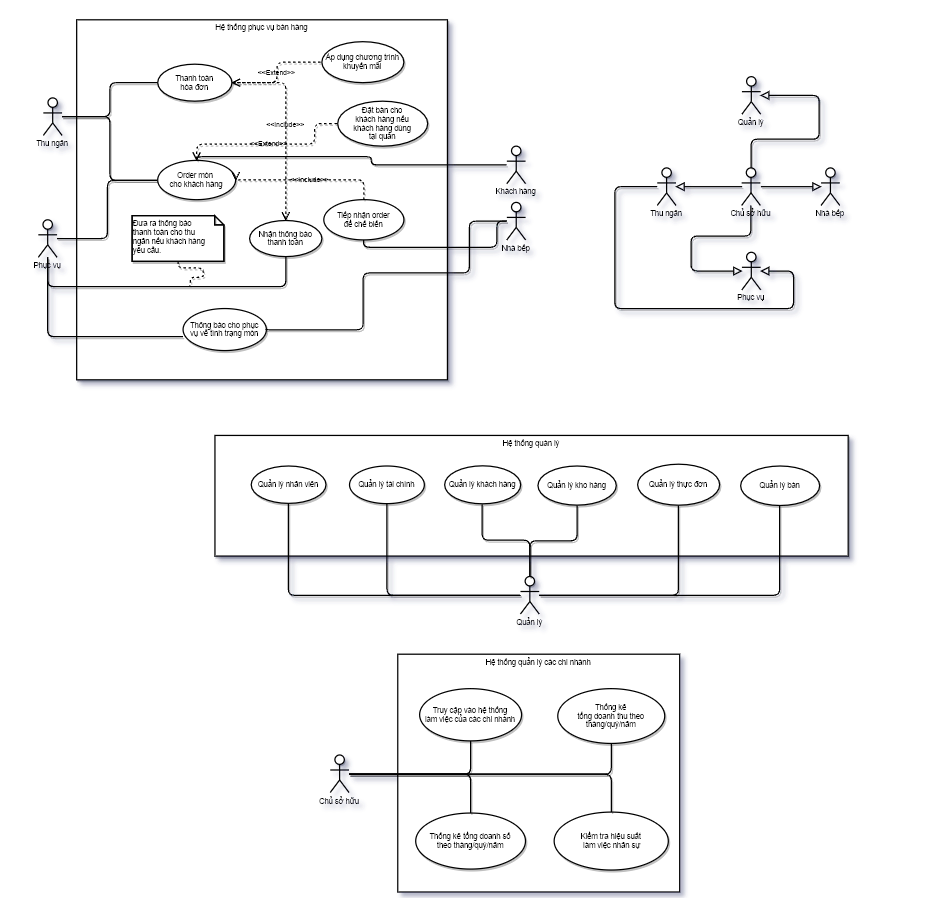 Hệ thống phục vụ bán hàng
Thanh toán
hóa đơn
<<Extend>>
Áp dụng chương trình
khuyến mãi
Thu ngân
<<Include>>
Đặt bàn cho
khách hàng nếu
khách hàng dùng
tại quán
<<Extend>>
Order món
cho khách hàng
<<Include>>
Khách hàng
Đưa ra thông báo
thanh toán cho thu
ngân nếu khách hàng
yêu cầu.
Nhận thông báo
thanh toán
Tiếp nhận order
để chế biến
Nhà bếp
Phục vụ
Thông báo cho phục
vụ về tình trạng món
Quản lý
Thu ngân
Chủ sở hữu
Nhà bếp
Phục vụ
Hệ thống quản lý
Quản lý nhân viên
Quản lý tài chính
Quản lý khách hàng
Quản lý kho hàng
Quản lý thực đơn
Quản lý bàn
Quản lý
Hệ thống quản lý các chi nhánh
Truy cập vào hệ thống
làm việc của các chi nhánh
Thống kê
tổng doanh thu theo
tháng/quý/năm
Chủ sở hữu
Thống kê tổng doanh số
theo tháng/quý/năm
Kiểm tra hiệu suất
làm việc nhân sự